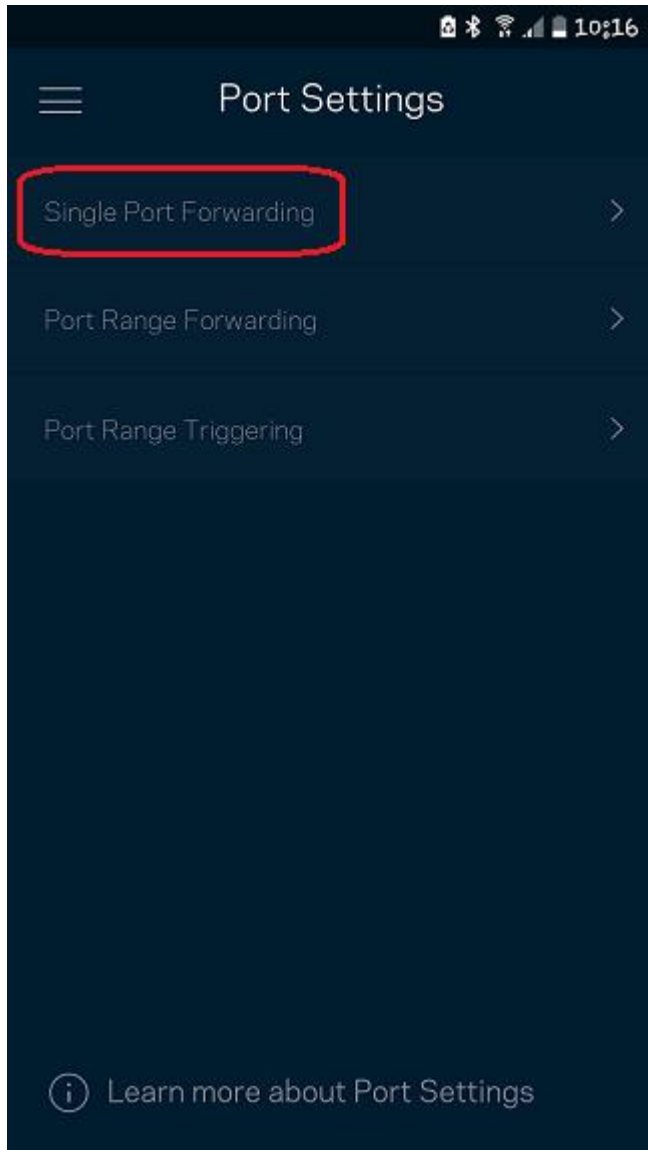 10:16
Port Settings
Single Port Forwarding
Port Range Forwarding
Port Range Triggering
Learn more about Port Settings